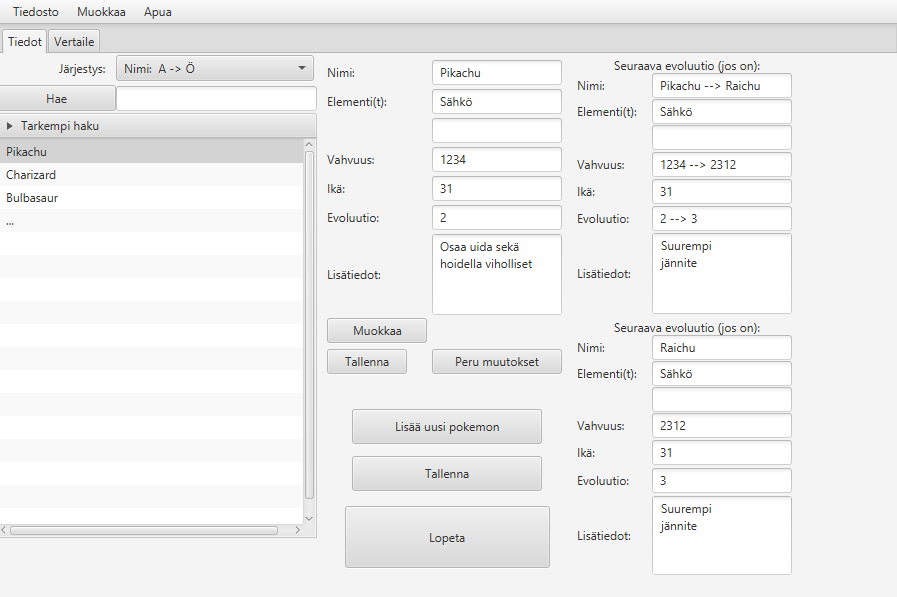 Tiedosto Muokkaa Apua
Tiedot Vertaile
Järjestys: Nimi: A -> Ö
Hae
Tarkempi haku
Pikachu
Charizard
Bulbasaur
...
Nimi: Pikachu
Elementi(t): Sähkö
Vahvuus: 1234
Ikä: 31
Evoluutio: 2
Lisätiedot: Osaa uida sekä
hoidella viholliset
Muokkaa
Tallenna Peru muutokset
Lisää uusi pokemon
Tallenna
Lopeta
Seuraava evoluutio (jos on):
Nimi: Pikachu --> Raichu
Elementi(t): Sähkö
Vahvuus: 1234 --> 2312
Ikä: 31
Evoluutio: 2 --> 3
Lisätiedot: Suurempi
jännite
Seuraava evoluutio (jos on):
Nimi: Raichu
Elementi(t): Sähkö
Vahvuus: 2312
Ikä: 31
Evoluutio: 3
Lisätiedot: Suurempi
jännite